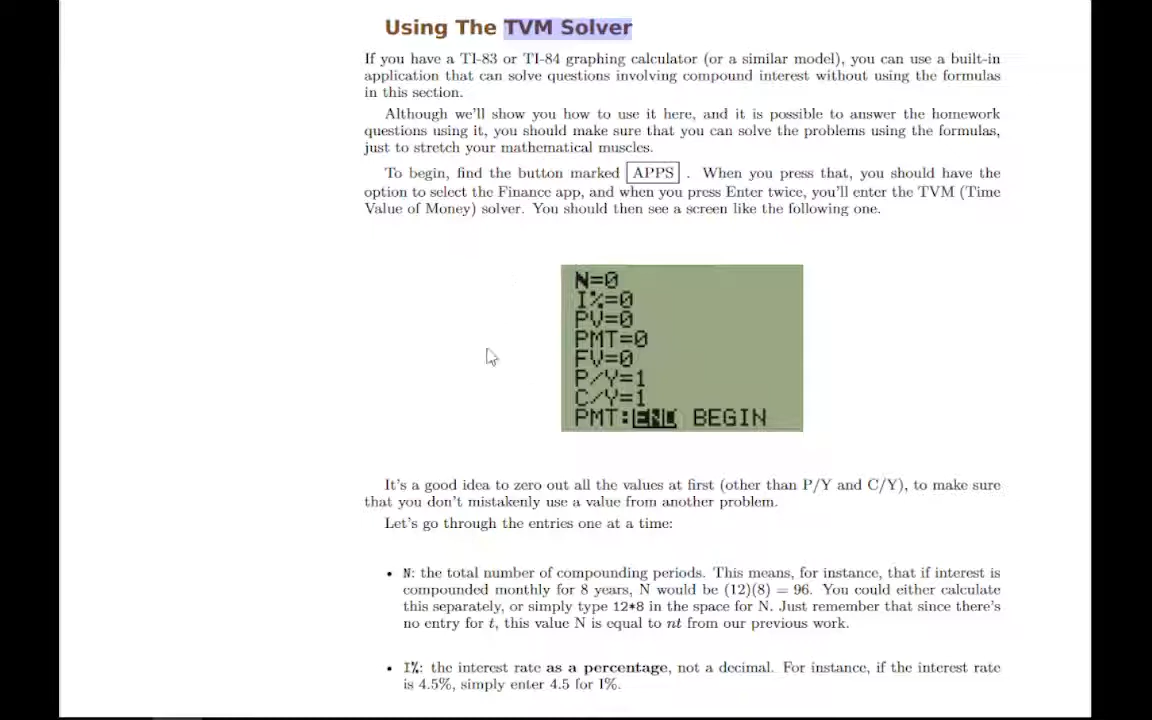 Using The TVM Solver
If you have a TI-83 or TI-84 graphing calculator (or a similar model), you can use a built-in
application that can solve questions involving compound interest without using the formulas
in this section.
Although we'll show you how to use it here, and it is possible to answer the homework
questions using it, you should make sure that you can solve the problems using the formulas,
just to stretch your mathematical muscles.
To begin, find the button marked APPS . When you press that, you should have the
option to select the Finance app, and when you press Enter twice, you'll enter the TVM (Time
Value of Money) solver. You should then see a screen like the following one.
N=0
I%=0
PV=0
PMT=0
FV=0
P/Y=1
C/Y=1
PMT:END BEGIN
It's a good idea to zero out all the values at first (other than P/Y and C/Y), to make sure
that you don't mistakenly use a value from another problem.
Let's go through the entries one at a time:
• N: the total number of compounding periods. This means, for instance, that if interest is
compounded monthly for 8 years, N would be (12)(8) = 96. You could either calculate
this separately, or simply type 12*8 in the space for N. Just remember that since there's
no entry for t, this value N is equal to nt from our previous work.
• I%: the interest rate as a percentage, not a decimal. For instance, if the interest rate
is 4.5%, simply enter 4.5 for I%.